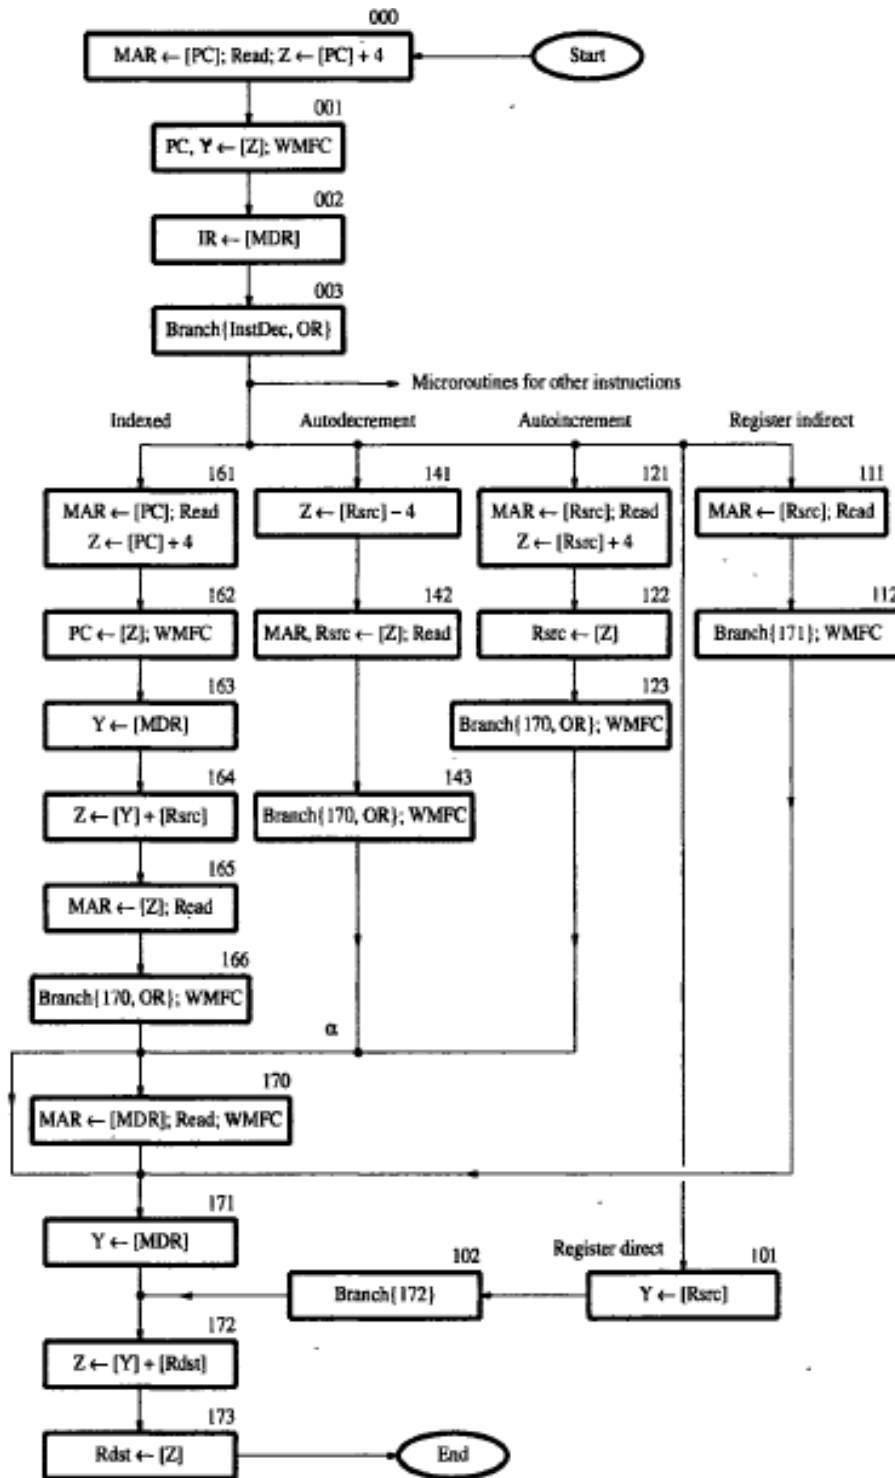 000
MAR ← [PC]; Read; Z ← [PC] + 4
Start
001
PC, Y ← [Z]; WMFC
002
IR ← [MDR]
003
Branch{InstDec, OR}
Microroutines for other instructions
Indexed
Autodecrement
Autoincrement
Register indirect
161
141
121
111
MAR ← [PC]; Read
Z ← [PC] + 4
Z ← [Rsrc] − 4
MAR ← [Rsrc]; Read
Z ← [Rsrc] + 4
MAR ← [Rsrc]; Read
162
142
122
112
PC ← [Z]; WMFC
MAR, Rsrc ← [Z]; Read
Rsrc ← [Z]
Branch{171}; WMFC
163
123
Y ← [MDR]
Branch{170, OR}; WMFC
164
143
Z ← [Y] + [Rsrc]
Branch{170, OR}; WMFC
165
MAR ← [Z]; Read
166
Branch{170, OR}; WMFC
α
170
MAR ← [MDR]; Read; WMFC
171
Y ← [MDR]
Register direct
102
101
Branch{172}
Y ← [Rsrc]
172
Z ← [Y] + [Rdst]
173
Rdst ← [Z]
End